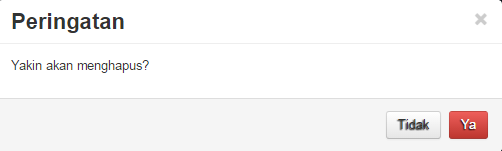 Peringatan
Yakin akan menghapus?
Tidak Ya